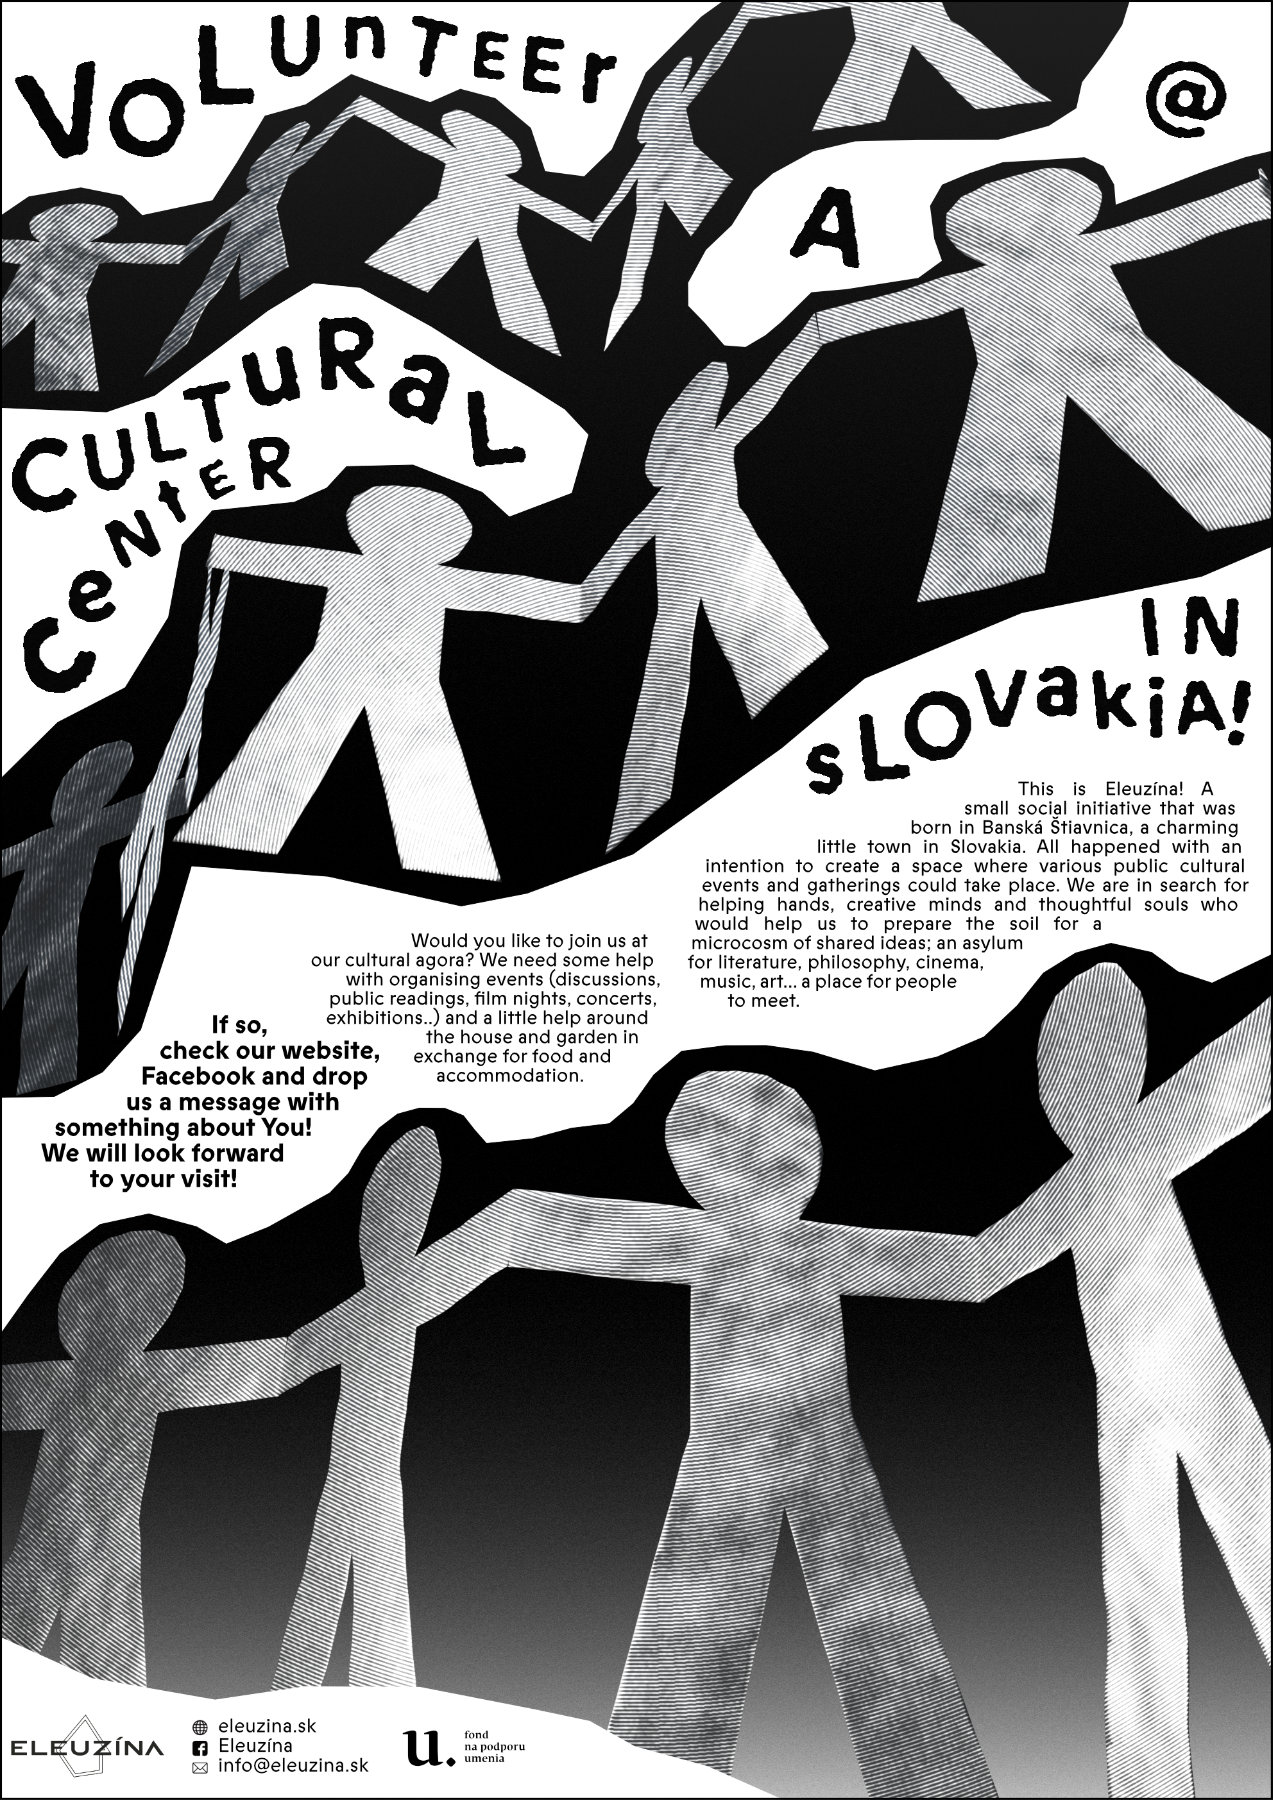 VOLUNTEER
@
A
CULTURAL
CENTER
IN
SLOVAKIA!
This is Eleuzína! A
small social initiative that was
born in Banská Štiavnica, a charming
little town in Slovakia. All happened with an
intention to create a space where various public cultural
events and gatherings could take place. We are in search for
helping hands, creative minds and thoughtful souls who
would help us to prepare the soil for a
microcosm of shared ideas; an asylum
for literature, philosophy, cinema,
music, art... a place for people
to meet.
Would you like to join us at
our cultural agora? We need some help
with organising events (discussions,
public readings, film nights, concerts,
exhibitions..) and a little help around
the house and garden in
exchange for food and
accommodation.
If so,
check our website,
Facebook and drop
us a message with
something about You!
We will look forward
to your visit!
ELEUZÍNA
eleuzina.sk
Eleuzína
info@eleuzina.sk
u.
fond
na podporu
umenia